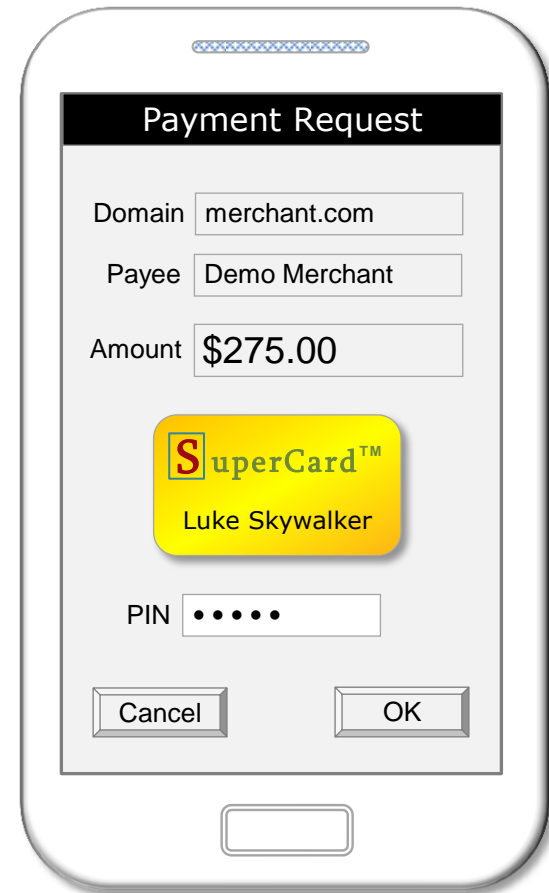 Payment Request
Domain merchant.com
Payee Demo Merchant
Amount $275.00
SuperCard™
Luke Skywalker
PIN •••••
Cancel OK